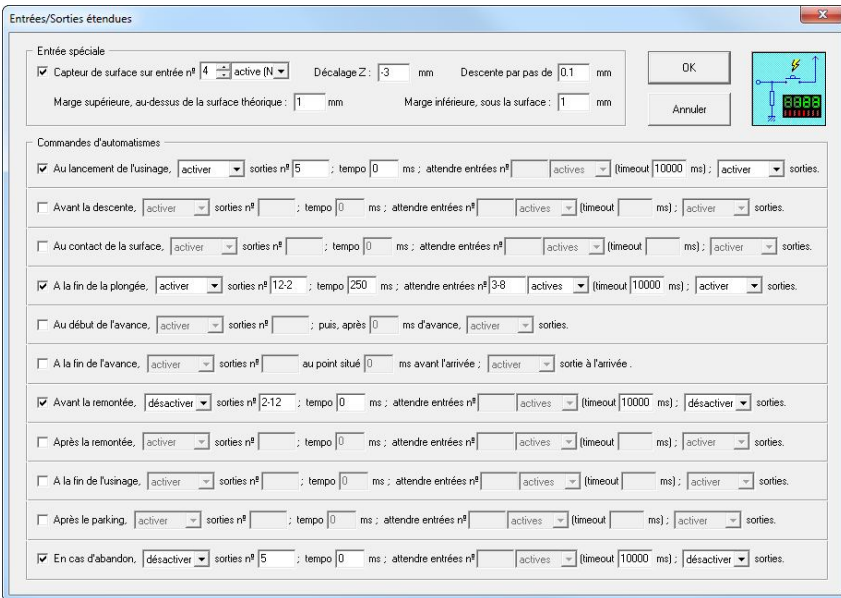 Entrées/Sorties étendues
Entrée spéciale
Capteur de surface sur entrée nº 4 active (N Décalage Z : -3 mm Descente par pas de 0.1 mm
Marge supérieure, au-dessus de la surface théorique : 1 mm Marge inférieure, sous la surface : 1 mm
OK
Annuler
8888
Commandes d'automatismes
Au lancement de l'usinage, activer sorties nº 5 ; tempo 0 ms ; attendre entrées nº actives (timeout 10000 ms) ; activer sorties.
Avant la descente, activer sorties nº ; tempo 0 ms ; attendre entrées nº actives (timeout ms) ; activer sorties.
Au contact de la surface, activer sorties nº ; tempo 0 ms ; attendre entrées nº actives (timeout ms) ; activer sorties.
A la fin de la plongée, activer sorties nº 12-2 ; tempo 250 ms ; attendre entrées nº 3-8 actives (timeout 10000 ms) ; activer sorties.
Au début de l'avance, activer sorties nº ; puis, après 0 ms d'avance, activer sorties.
A la fin de l'avance, activer sorties nº au point situé 0 ms avant l'arrivée ; activer sortie à l'arrivée .
Avant la remontée, désactiver sorties nº 2-12 ; tempo 0 ms ; attendre entrées nº actives (timeout 10000 ms) ; désactiver sorties.
Après la remontée, activer sorties nº ; tempo 0 ms ; attendre entrées nº actives (timeout ms) ; activer sorties.
A la fin de l'usinage, activer sorties nº ; tempo 0 ms ; attendre entrées nº actives (timeout ms) ; activer sorties.
Après le parking, activer sorties nº ; tempo 0 ms ; attendre entrées nº actives (timeout ms) ; activer sorties.
En cas d'abandon, désactiver sorties nº 5 ; tempo 0 ms ; attendre entrées nº actives (timeout 10000 ms) ; désactiver sorties.